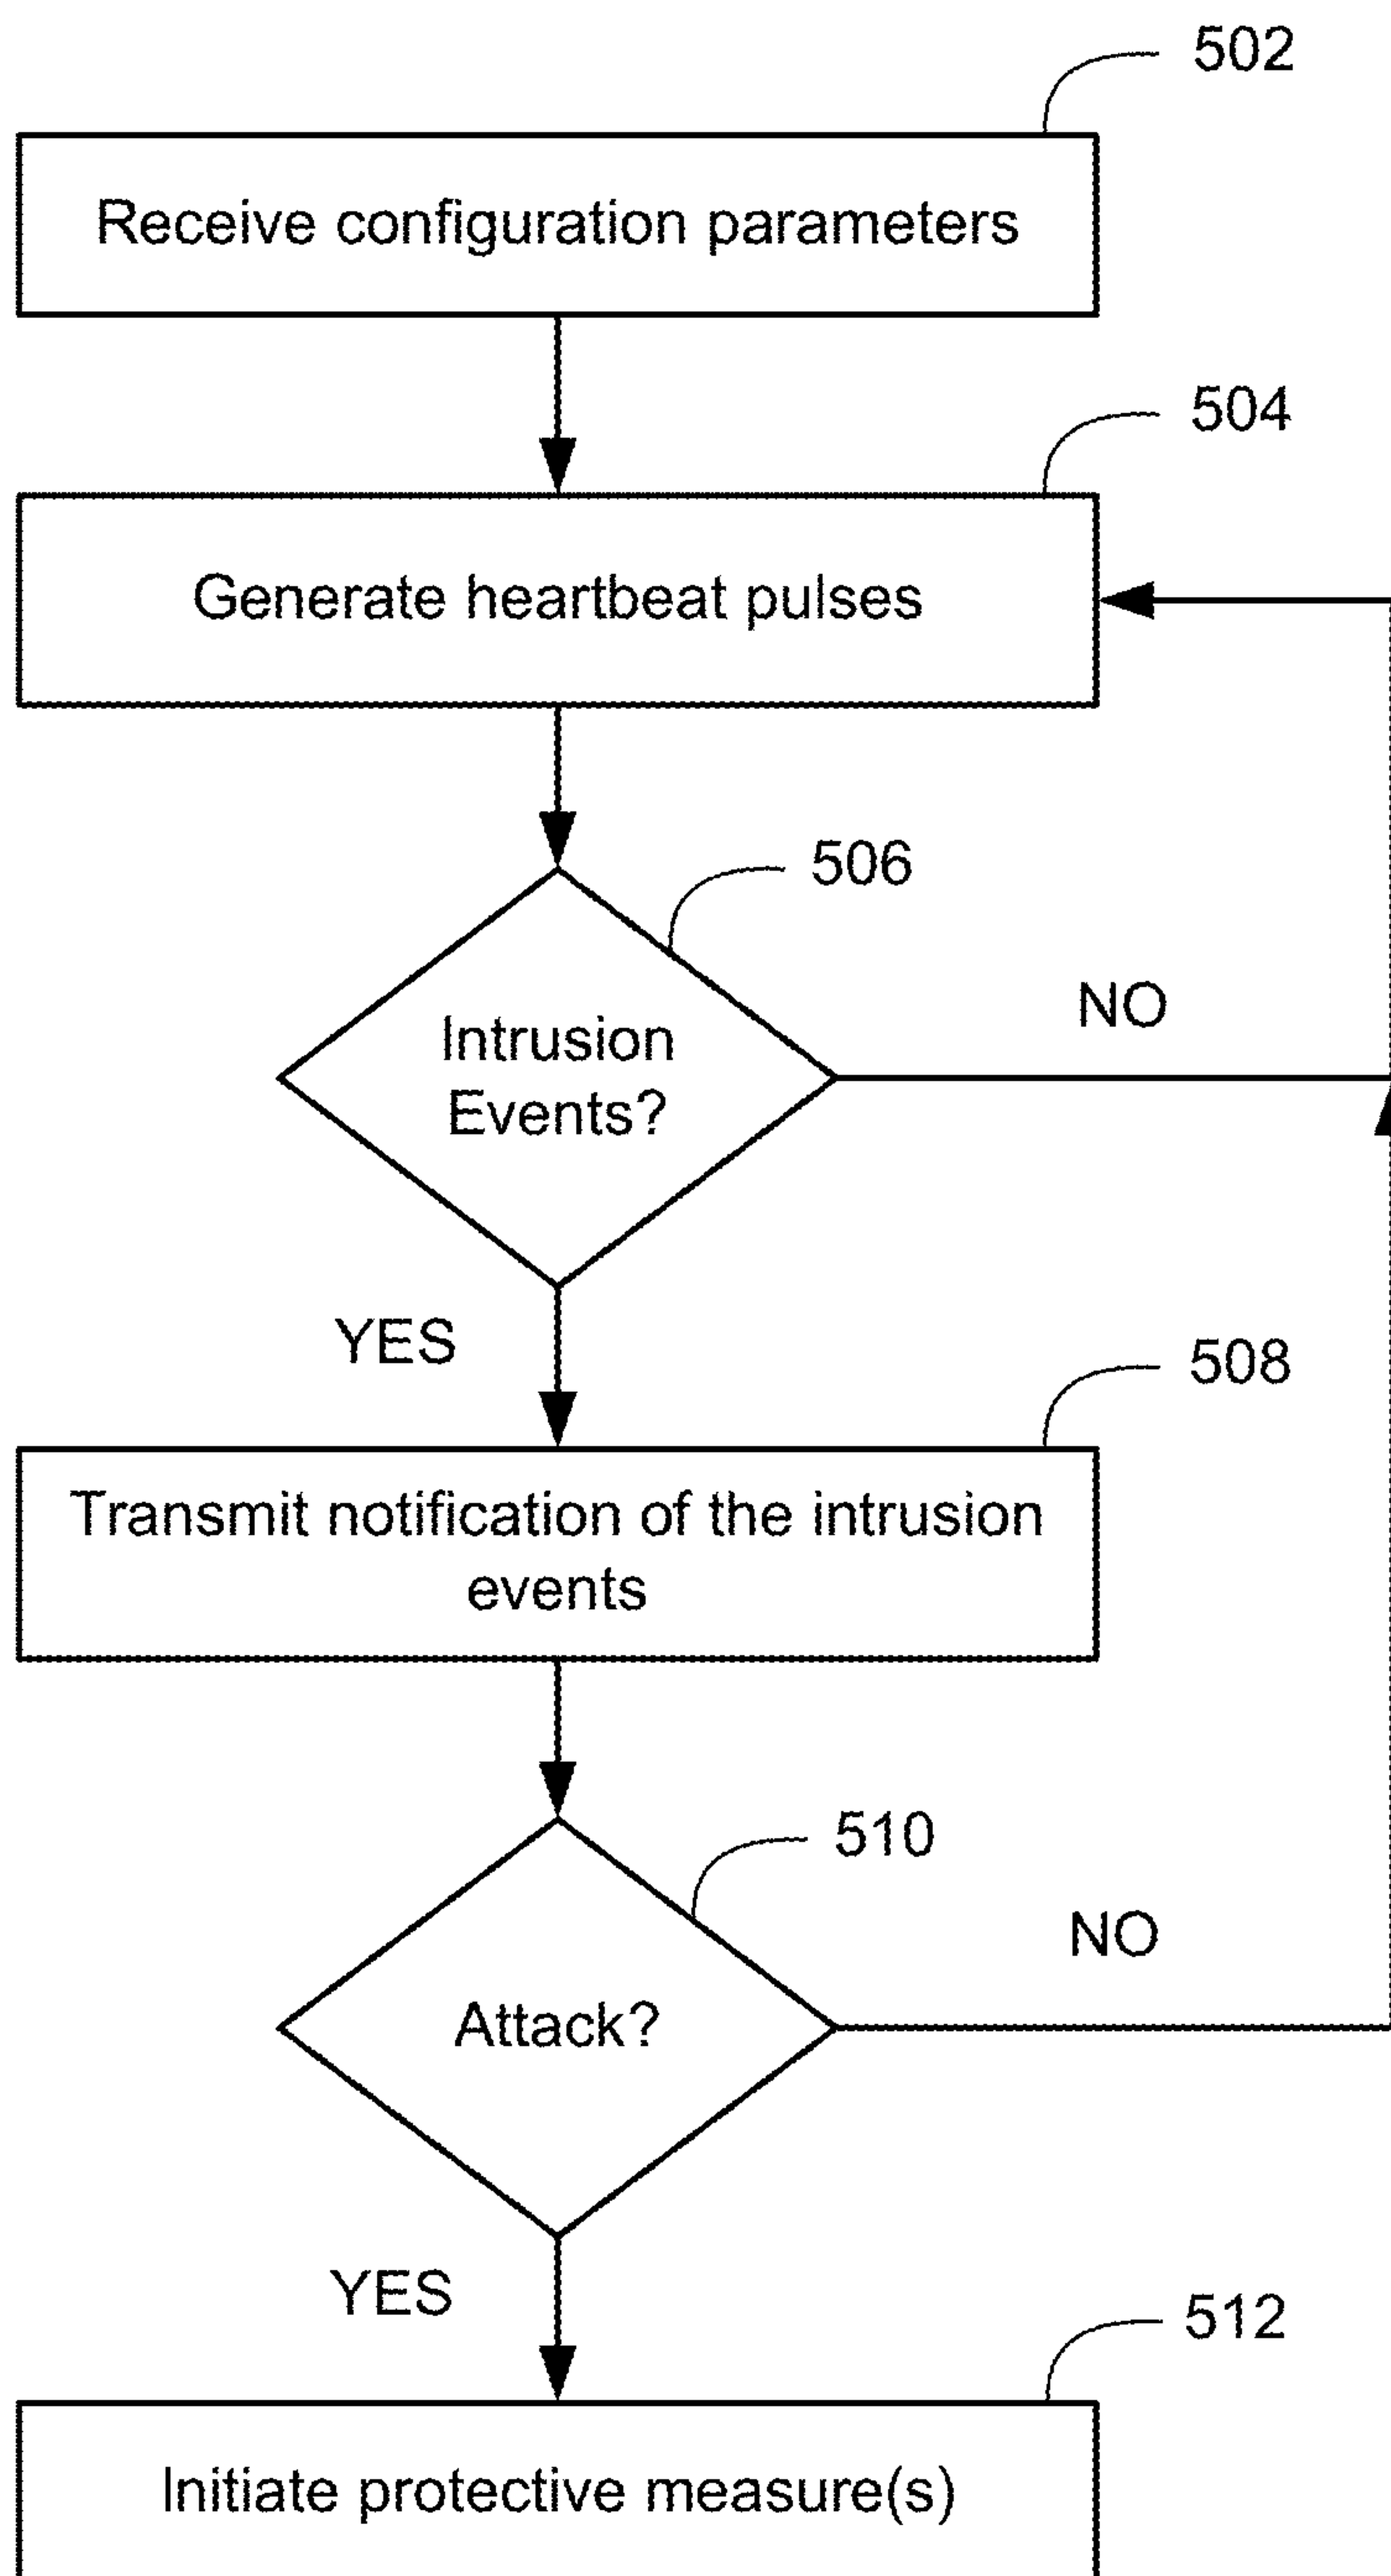 502
Receive configuration parameters
504
Generate heartbeat pulses
506
Intrusion
Events?
NO
YES
508
Transmit notification of the intrusion
events
510
Attack?
NO
YES
512
Initiate protective measure(s)